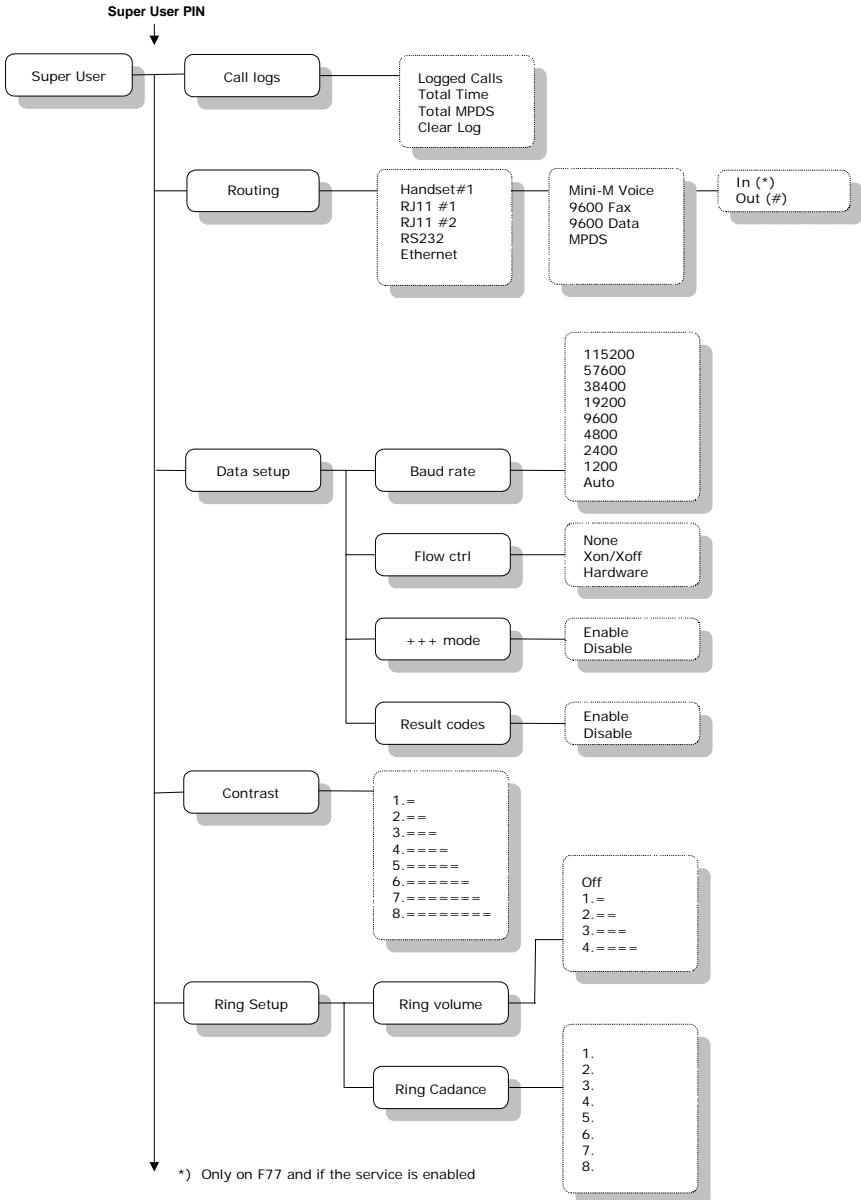 Super User PIN
Super User
Call logs
Logged Calls
Total Time
Total MPDS
Clear Log
Routing
Handset#1
RJ11 #1
RJ11 #2
RS232
Ethernet
Mini-M Voice
9600 Fax
9600 Data
MPDS
In (*)
Out (#)
Data setup
Baud rate
115200
57600
38400
19200
9600
4800
2400
1200
Auto
Flow ctrl
None
Xon/Xoff
Hardware
+++ mode
Enable
Disable
Result codes
Enable
Disable
Contrast
1.=
2.==
3.===
4.====
5.=====
6.======
7.=======
8.========
Ring Setup
Ring volume
Off
1.=
2.==
3.===
4.====
Ring Cadance
1.
2.
3.
4.
5.
6.
7.
8.
*) Only on F77 and if the service is enabled